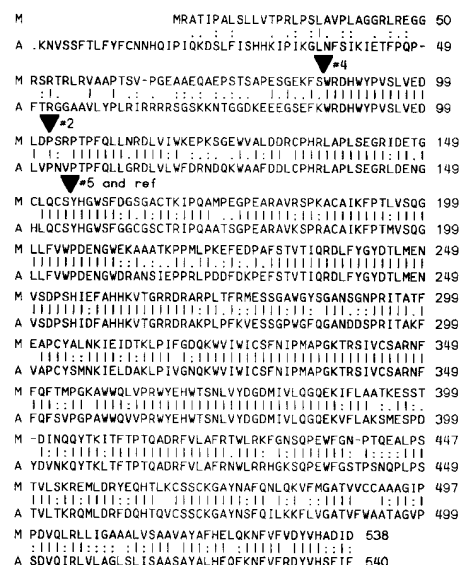 M MRATIPALSLLVTPRLPSLAVPLAGGRLREGG 50
A .KNVSSFTLFYFCNNHQIPIQKDSLFISHHKIPIKGLNFSIKIETFPQP- 49
#4
M RSRTRLRVAAPTSV-PGEAAEQAEPSTSAPESGEKFSWRDHWYPVSLVED 99
A FTRGGAAVLYPLRIRRRRSGSKKNTGGDKEEEGSEFKWRDHWYPVSLVED 99
#2
M LDPSRPTPFQLLNRDLVIWKEPKSGEWVALDDRCPHRLAPLSEGRIDETG 149
A LVPNVPTPFQLLGRDLVLWFDRNDQKWAAFDDLCPHRLAPLSEGRLDENG 149
#5 and ref
M CLQCSYHGWSFDGSGACTKIPQAMPEGPEARAVRSPKACAIKFPTLVSQG 199
A HLQCSYHGWSFGGCGSCTRIPQAATSGPEARAVKSPRACAIKFPTMVSQG 199
M LLFVWPDENGWEKAAATKPPMLPKEFEDPAFSTVTIQRDLFYGYDTLMEN 249
A LLFVWPDENGWDRANSIEPPRLPDDFDKPEFSTVTIQRDLFYGYDTLMEN 249
M VSDPSHIEFAHHKVTGRRDRARPLTFRMESSGAWGYSGANSGNPRITATF 299
A VSDPSHIDFAHHKVTGRRDRAKPLPFKVESSGPWGFQGANDDSPRITAKF 299
M EAPCYALNKIEIDTKLPIFGDQKWVIWICSFNIPMAPGKTRSIVCSARNF 349
A VAPCYSMNKIELDAKLPIVGNQKWVIWICSFNIPMAPGKTRSIVCSARNF 349
M FQFTMPGKAWWQLVPRWYEHWTSNLVYDGDMIVLQGQEKIFLAATKESST 399
A FQFSVPGPAWWQVVPRWYEHWTSNLVYDGDMIVLQGQEKVFLAKSMESPD 399
M -DINQQYTKITFTPTQADRFVLAFRTWLRKFGNSQPEWFGN-PTQEALPS 447
A YDVNKQYTKLTFTPTQADRFVLAFRNWLRRHGKSQPEWFGSTPSNQPLPS 449
M TVLSKREMLDRYEQHTLKCSSCKGAYNAFQNLQKVFMGATVVCCAAAGIP 497
A TVLTKRQMLDRFDQHTQVCSSCKGAYNSFQILKKFLVGATVFWAATAGVP 499
M PDVQLRLLIGAAALVSAAVAYAFHELQKNFVFVDYVHADID 538
A SDVQIRLVLAGLSLISAASAYALHEQEKNFVFRDYVHSEIE 540